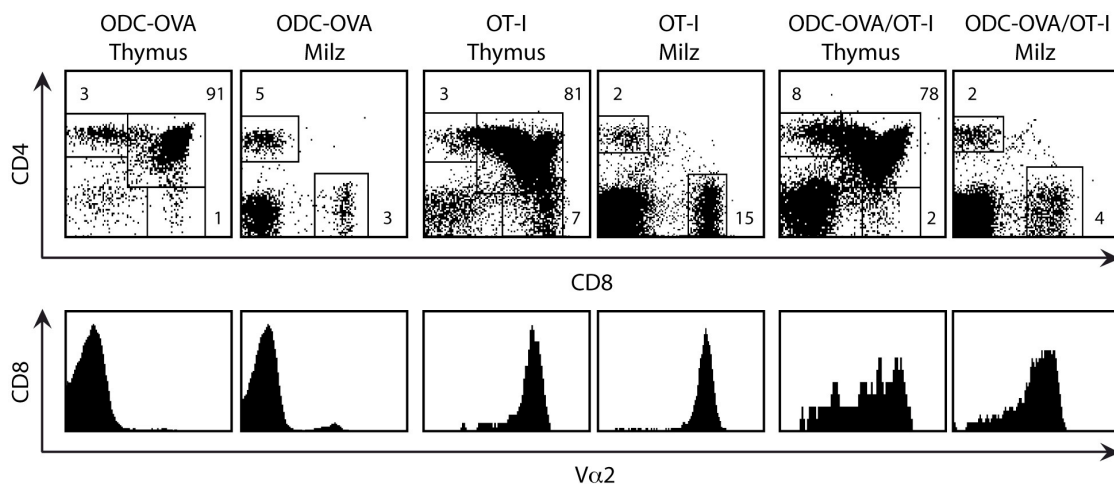 ODC-OVA
Thymus
ODC-OVA
Milz
OT-I
Thymus
OT-I
Milz
ODC-OVA/OT-I
Thymus
ODC-OVA/OT-I
Milz
CD4
3 91
1
5
3
3 81
7
2
15
8 78
2
2
4
CD8
CD8
Vα2